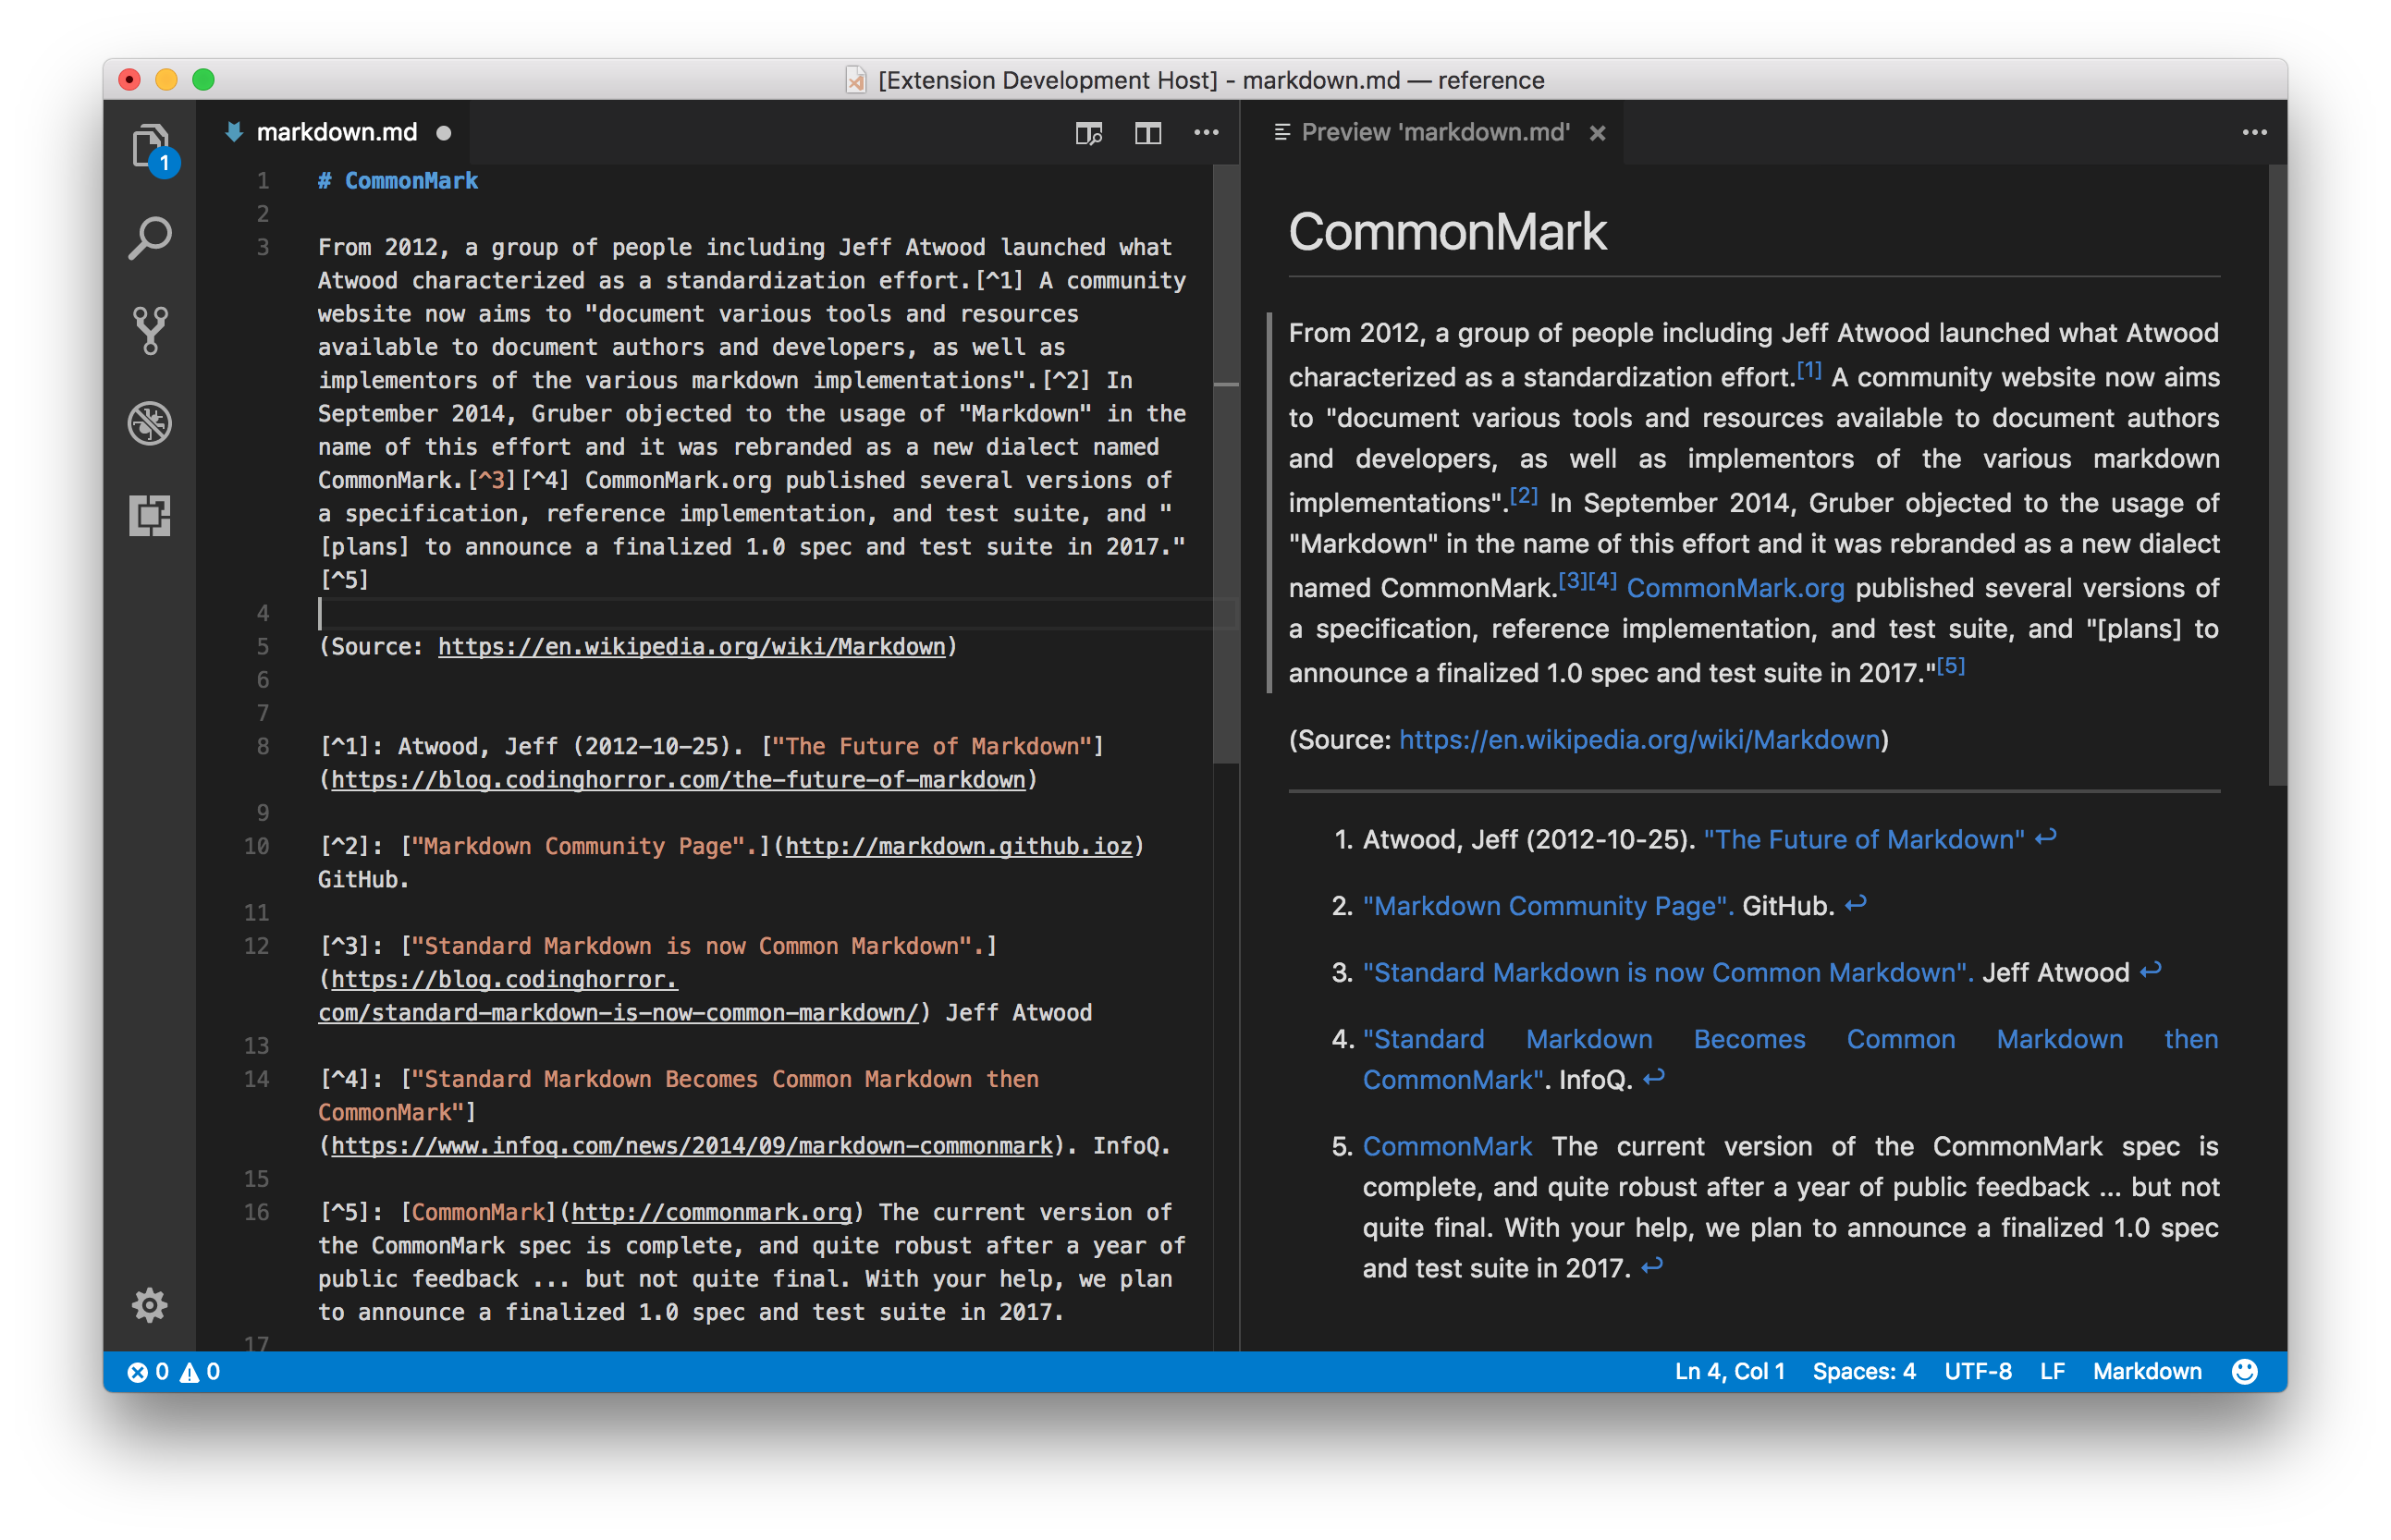 [Extension Development Host] - markdown.md — reference
markdown.md
Preview 'markdown.md'
1
1 # CommonMark
2
3 From 2012, a group of people including Jeff Atwood launched what
Atwood characterized as a standardization effort.[^1] A community
website now aims to "document various tools and resources
available to document authors and developers, as well as
implementors of the various markdown implementations".[^2] In
September 2014, Gruber objected to the usage of "Markdown" in the
name of this effort and it was rebranded as a new dialect named
CommonMark.[^3][^4] CommonMark.org published several versions of
a specification, reference implementation, and test suite, and "
[plans] to announce a finalized 1.0 spec and test suite in 2017."
[^5]
4
5 (Source: https://en.wikipedia.org/wiki/Markdown)
6
7
8 [^1]: Atwood, Jeff (2012-10-25). ["The Future of Markdown"]
(https://blog.codinghorror.com/the-future-of-markdown)
9
10 [^2]: ["Markdown Community Page".](http://markdown.github.ioz)
GitHub.
11
12 [^3]: ["Standard Markdown is now Common Markdown".]
(https://blog.codinghorror.
com/standard-markdown-is-now-common-markdown/) Jeff Atwood
13
14 [^4]: ["Standard Markdown Becomes Common Markdown then
CommonMark"]
(https://www.infoq.com/news/2014/09/markdown-commonmark). InfoQ.
15
16 [^5]: [CommonMark](http://commonmark.org) The current version of
the CommonMark spec is complete, and quite robust after a year of
public feedback ... but not quite final. With your help, we plan
to announce a finalized 1.0 spec and test suite in 2017.
17
CommonMark
From 2012, a group of people including Jeff Atwood launched what Atwood
characterized as a standardization effort.[1] A community website now aims
to "document various tools and resources available to document authors
and developers, as well as implementors of the various markdown
implementations".[2] In September 2014, Gruber objected to the usage of
"Markdown" in the name of this effort and it was rebranded as a new dialect
named CommonMark.[3][4] CommonMark.org published several versions of
a specification, reference implementation, and test suite, and "[plans] to
announce a finalized 1.0 spec and test suite in 2017."[5]
(Source: https://en.wikipedia.org/wiki/Markdown)
1. Atwood, Jeff (2012-10-25). "The Future of Markdown" ↩
2. "Markdown Community Page". GitHub. ↩
3. "Standard Markdown is now Common Markdown". Jeff Atwood ↩
4. "Standard Markdown Becomes Common Markdown then
CommonMark". InfoQ. ↩
5. CommonMark The current version of the CommonMark spec is
complete, and quite robust after a year of public feedback ... but not
quite final. With your help, we plan to announce a finalized 1.0 spec
and test suite in 2017. ↩
0 0
Ln 4, Col 1 Spaces: 4 UTF-8 LF Markdown